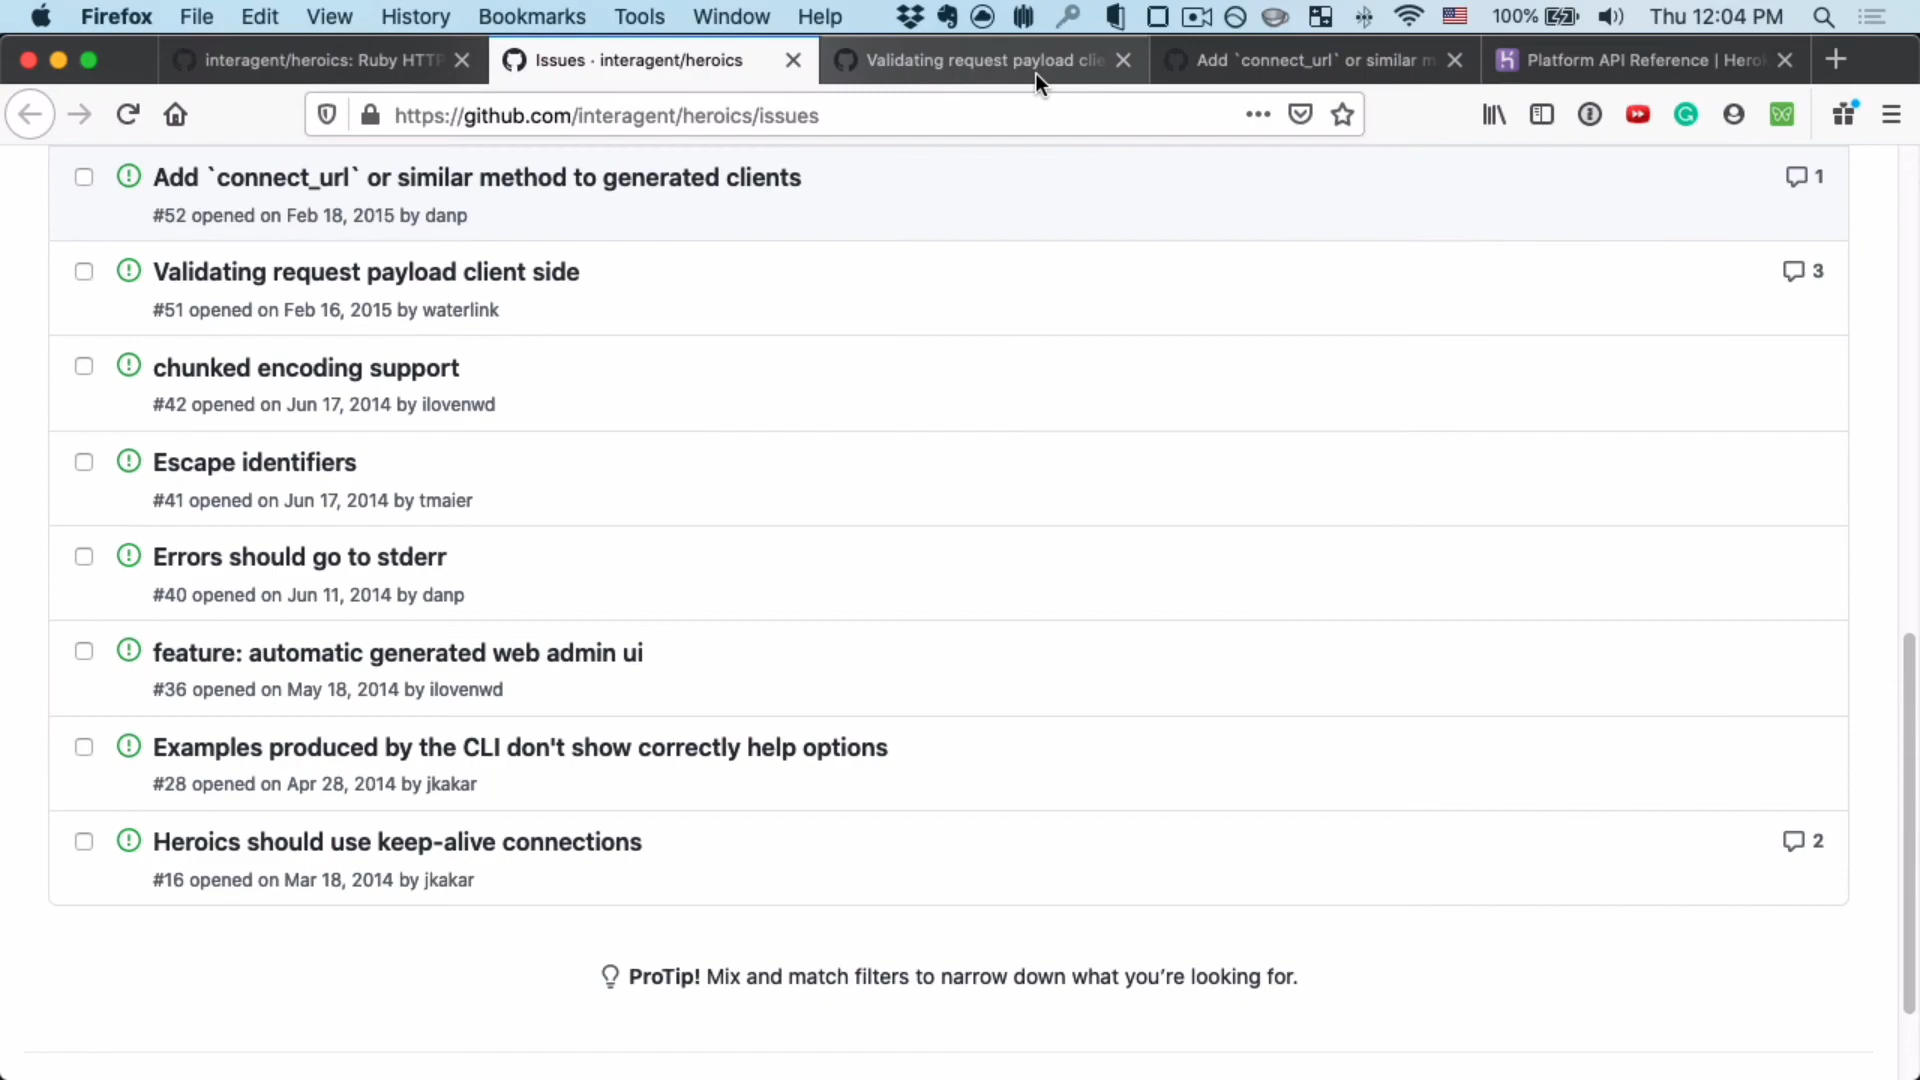 Firefox File Edit View History Bookmarks Tools Window Help 100% Thu 12:04 PM
interagent/heroics: Ruby HTTP
Issues · interagent/heroics
Validating request payload clie
Add `connect_url` or similar m
Platform API Reference | Hero
https://github.com/interagent/heroics/issues
Add `connect_url` or similar method to generated clients
1
#52 opened on Feb 18, 2015 by danp
Validating request payload client side
3
#51 opened on Feb 16, 2015 by waterlink
chunked encoding support
#42 opened on Jun 17, 2014 by ilovenwd
Escape identifiers
#41 opened on Jun 17, 2014 by tmaier
Errors should go to stderr
#40 opened on Jun 11, 2014 by danp
feature: automatic generated web admin ui
#36 opened on May 18, 2014 by ilovenwd
Examples produced by the CLI don't show correctly help options
#28 opened on Apr 28, 2014 by jkakar
Heroics should use keep-alive connections
2
#16 opened on Mar 18, 2014 by jkakar
ProTip! Mix and match filters to narrow down what you’re looking for.